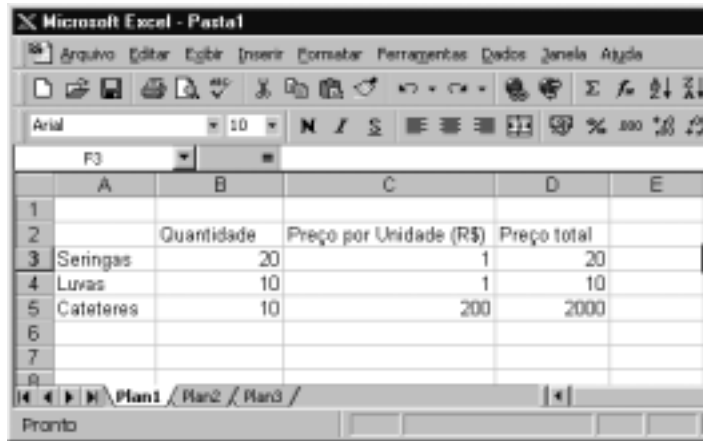 Microsoft Excel - Pasta1
Arquivo Editar Exibir Inserir Formatar Ferramentas Dados Janela Ajuda
Arial 10 N I S % 000
F3 =
A B C D E
1
2 Quantidade Preço por Unidade (R$) Preço total
3 Seringas 20 1 20
4 Luvas 10 1 10
5 Cateteres 10 200 2000
6
7
8
Plan1 Plan2 Plan3
Pronto